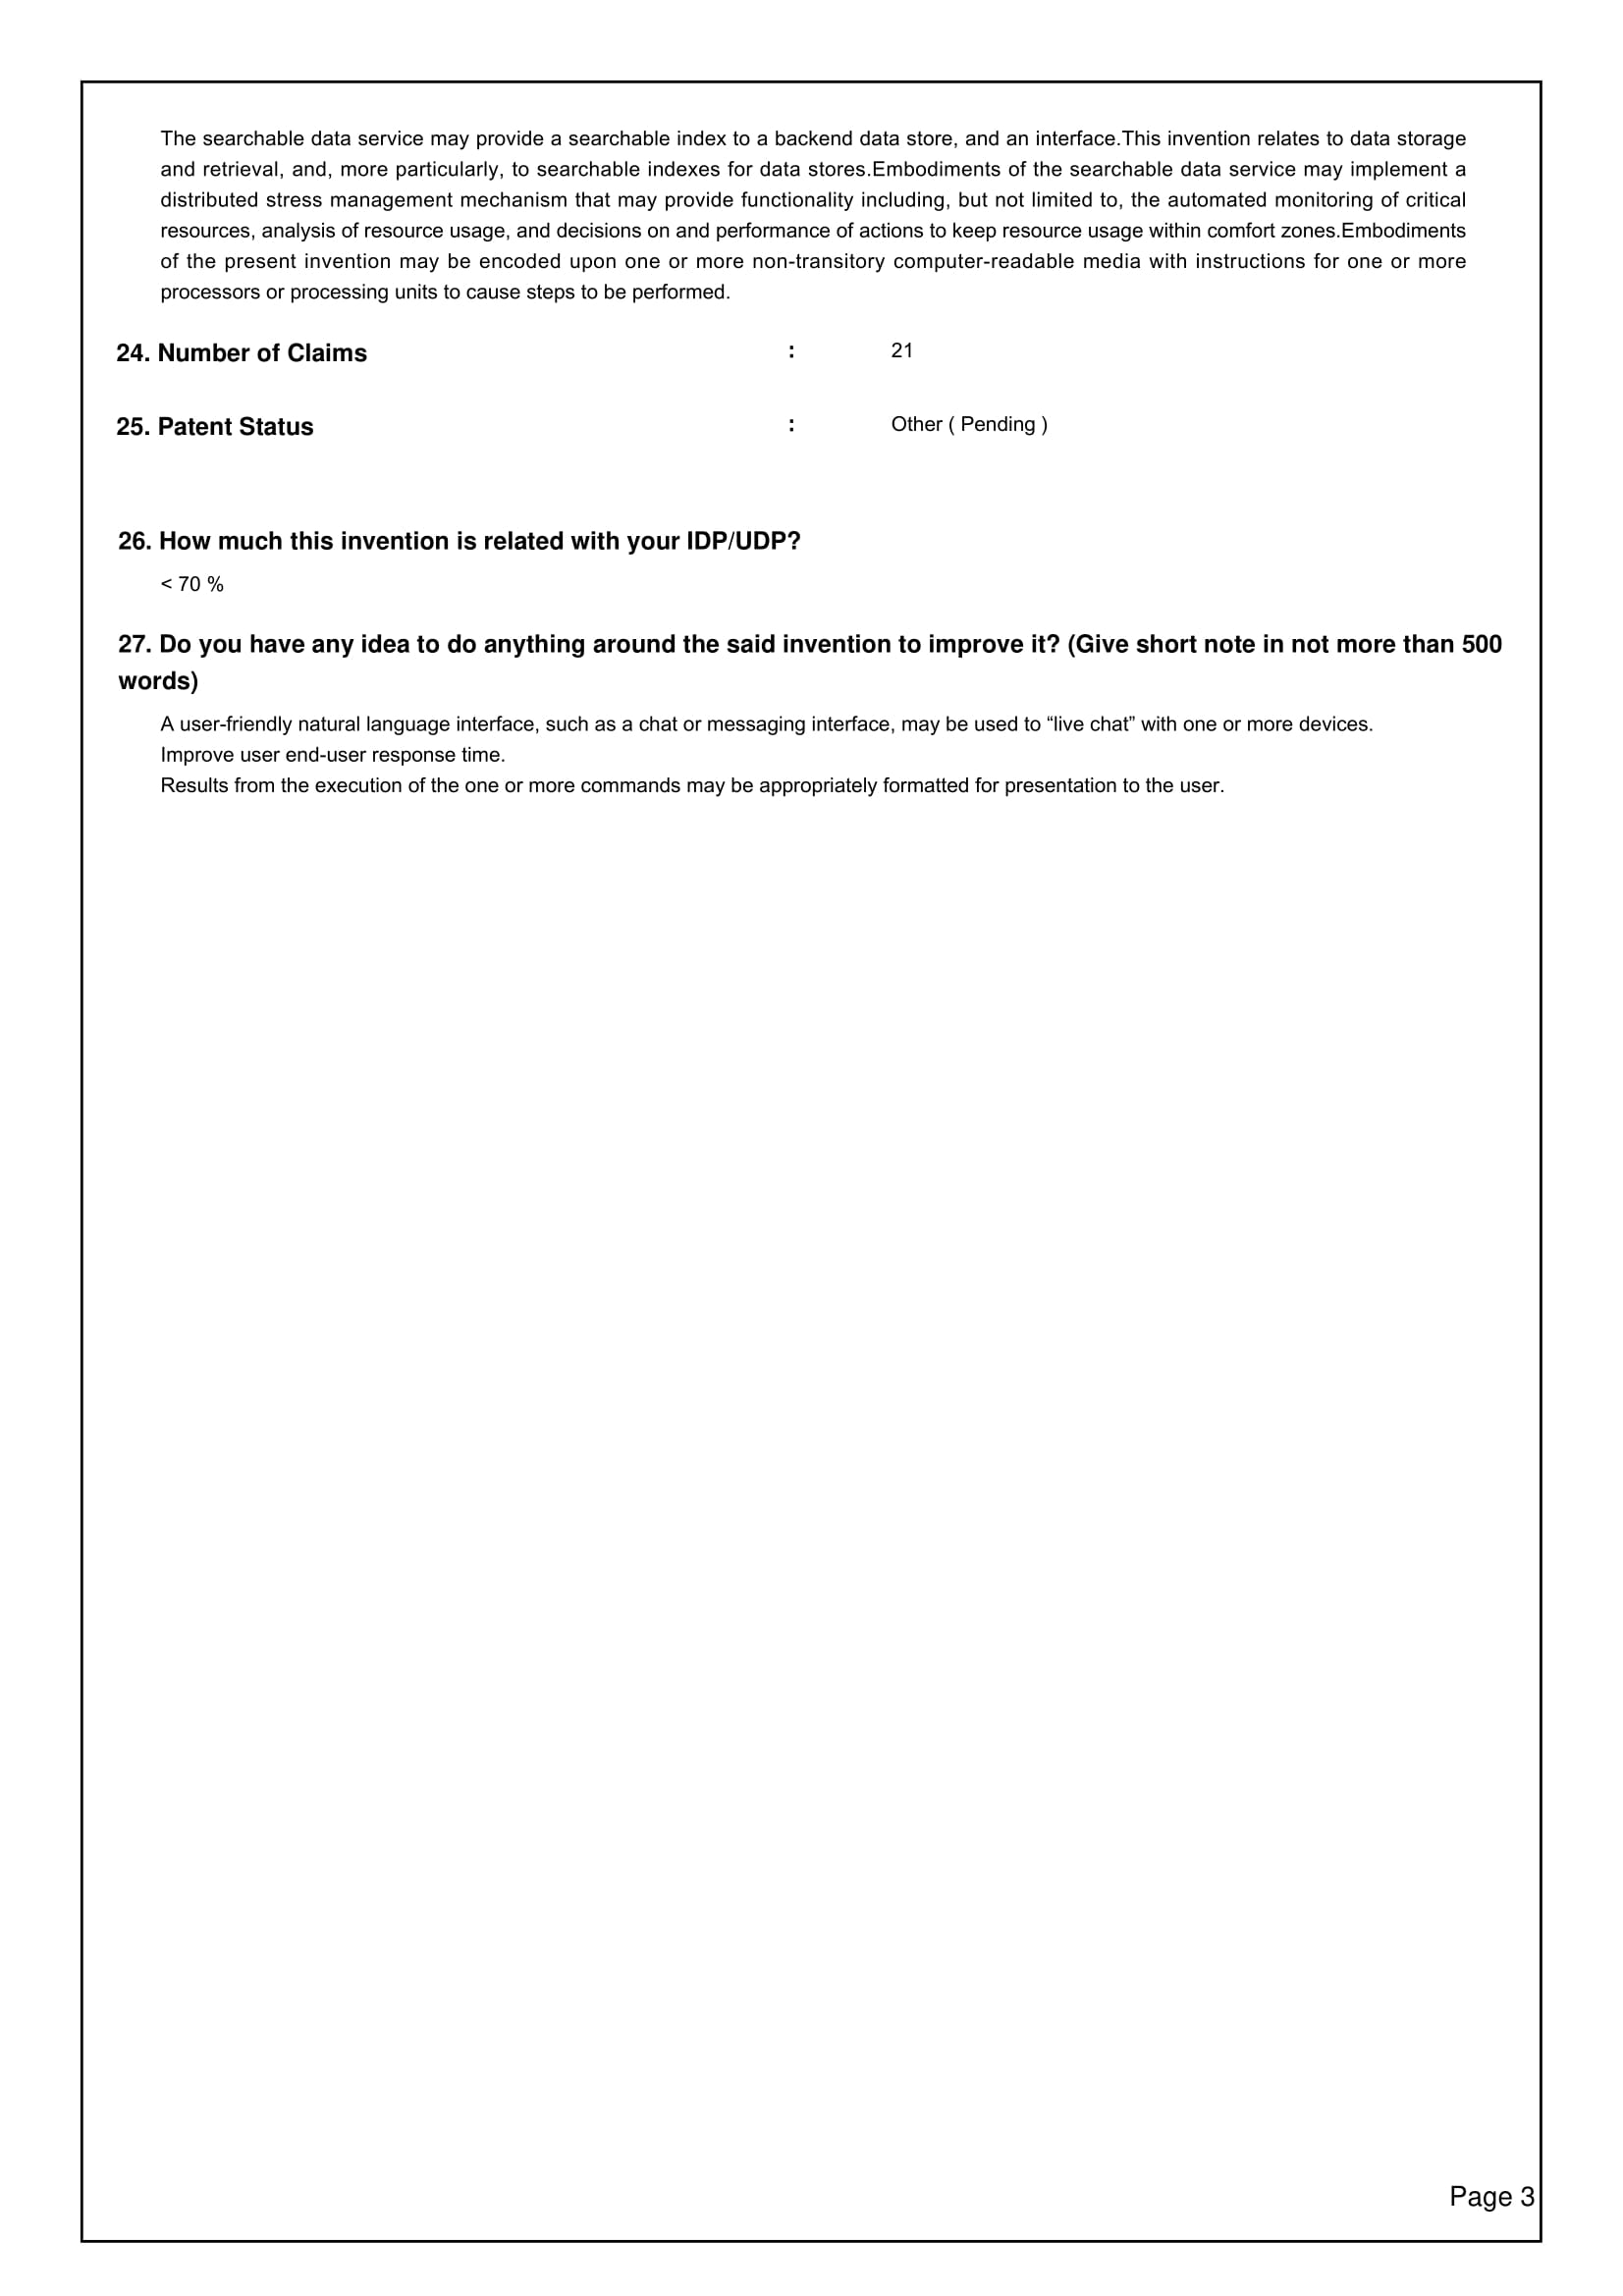 The searchable data service may provide a searchable index to a backend data store, and an interface.This invention relates to data storage
and retrieval, and, more particularly, to searchable indexes for data stores.Embodiments of the searchable data service may implement a
distributed stress management mechanism that may provide functionality including, but not limited to, the automated monitoring of critical
resources, analysis of resource usage, and decisions on and performance of actions to keep resource usage within comfort zones.Embodiments
of the present invention may be encoded upon one or more non-transitory computer-readable media with instructions for one or more
processors or processing units to cause steps to be performed.
24. Number of Claims : 21
25. Patent Status : Other ( Pending )
26. How much this invention is related with your IDP/UDP?
< 70 %
27. Do you have any idea to do anything around the said invention to improve it? (Give short note in not more than 500
words)
A user-friendly natural language interface, such as a chat or messaging interface, may be used to “live chat” with one or more devices.
Improve user end-user response time.
Results from the execution of the one or more commands may be appropriately formatted for presentation to the user.
Page 3